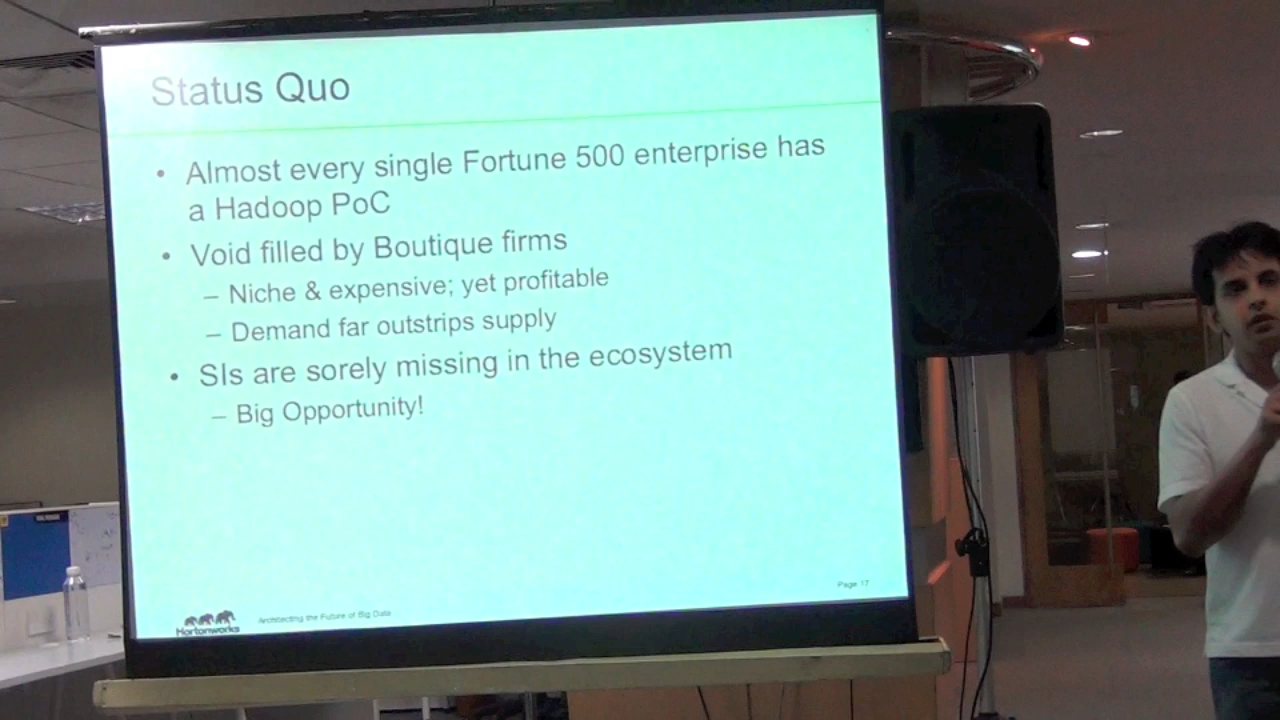 Status Quo
• Almost every single Fortune 500 enterprise has
a Hadoop PoC
• Void filled by Boutique firms
– Niche & expensive; yet profitable
– Demand far outstrips supply
• SIs are sorely missing in the ecosystem
– Big Opportunity!
Hortonworks
Architecting the Future of Big Data
Page 17